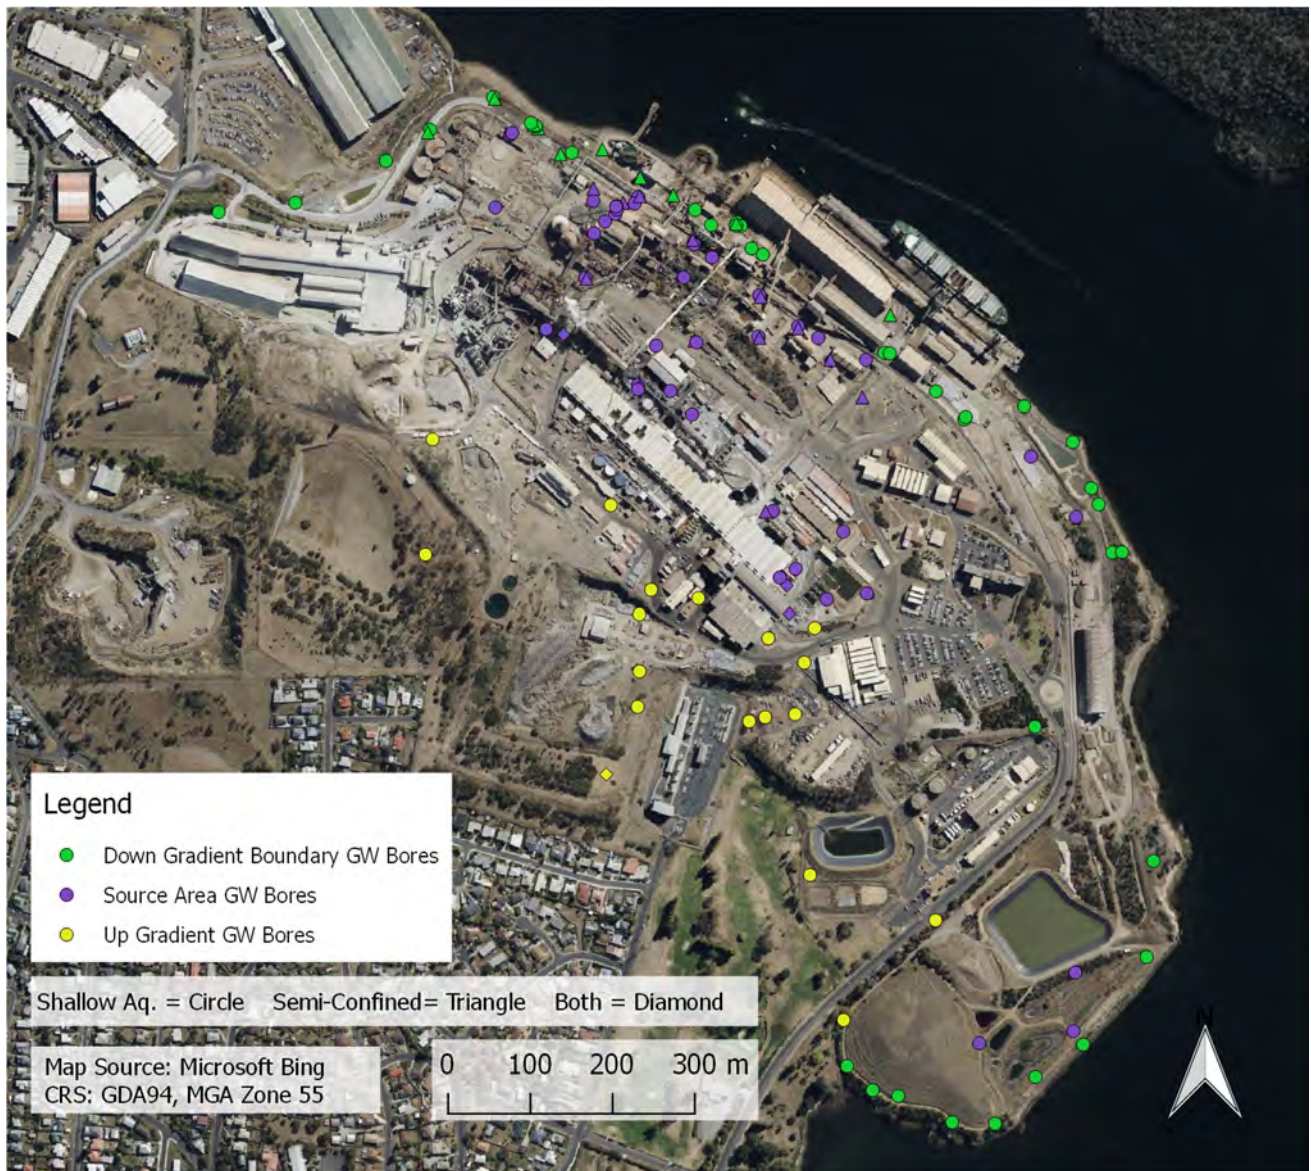 Legend
Down Gradient Boundary GW Bores
Source Area GW Bores
Up Gradient GW Bores
Shallow Aq. = Circle Semi-Confined= Triangle Both = Diamond
Map Source: Microsoft Bing
CRS: GDA94, MGA Zone 55
0 100 200 300 m
N